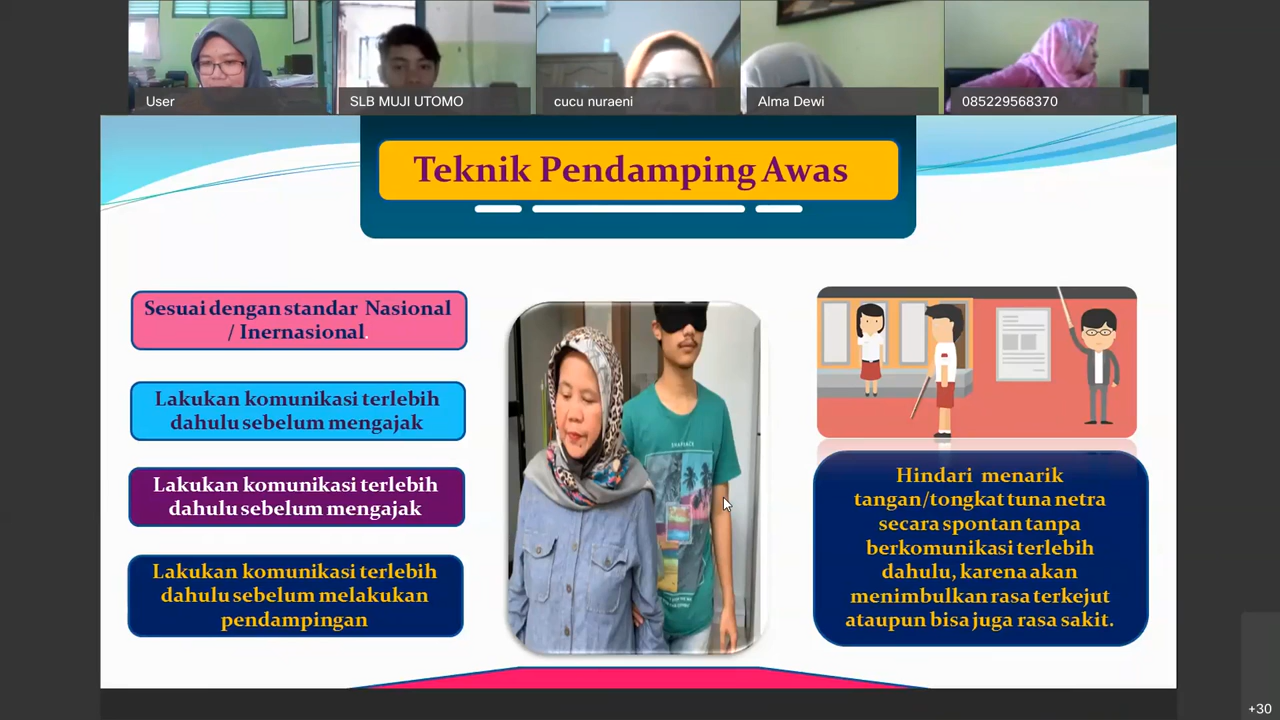 User
SLB MUJI UTOMO
cucu nuraeni
Alma Dewi
085229568370
Teknik Pendamping Awas
Sesuai dengan standar Nasional
/ Inernasional.
Lakukan komunikasi terlebih
dahulu sebelum mengajak
Lakukan komunikasi terlebih
dahulu sebelum mengajak
Lakukan komunikasi terlebih
dahulu sebelum melakukan
pendampingan
Hindari menarik
tangan/tongkat tuna netra
secara spontan tanpa
berkomunikasi terlebih
dahulu, karena akan
menimbulkan rasa terkejut
ataupun bisa juga rasa sakit.
+30